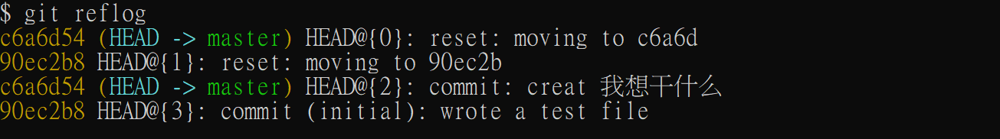 $ git reflog
c6a6d54 (HEAD -> master) HEAD@{0}: reset: moving to c6a6d
90ec2b8 HEAD@{1}: reset: moving to 90ec2b
c6a6d54 (HEAD -> master) HEAD@{2}: commit: creat 我想干什么
90ec2b8 HEAD@{3}: commit (initial): wrote a test file